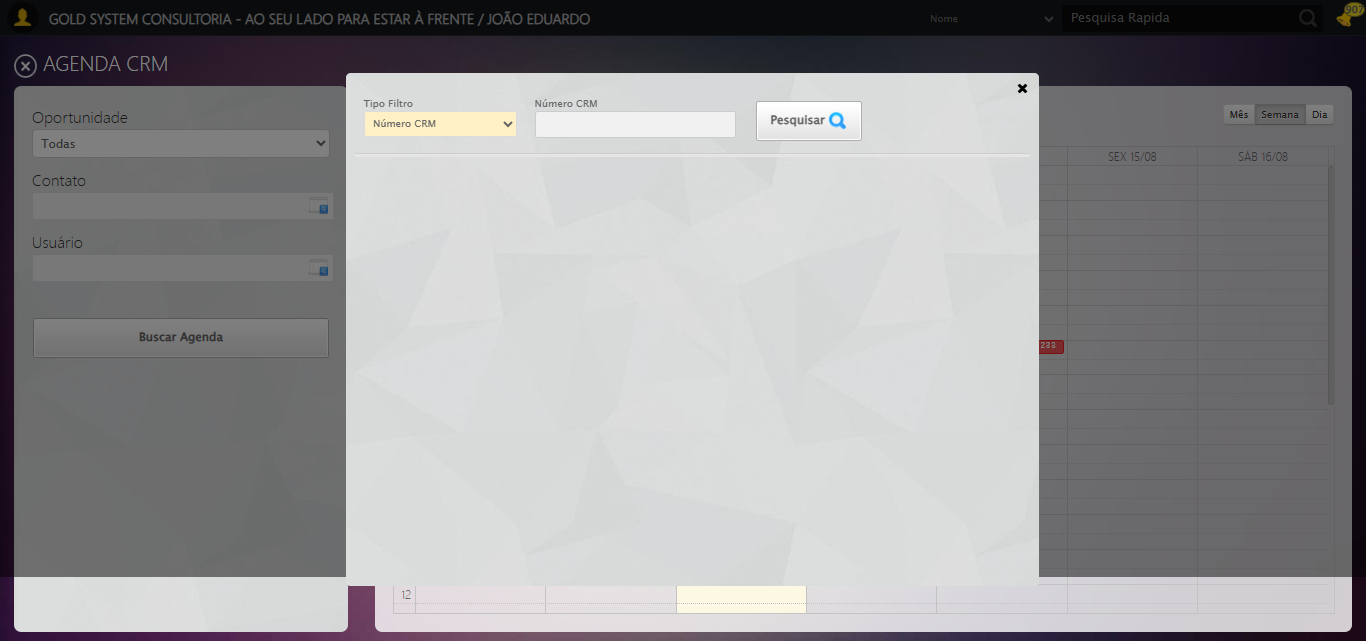 GOLD SYSTEM CONSULTORIA - AO SEU LADO PARA ESTAR À FRENTE / JOÃO EDUARDO
Nome
Pesquisa Rapida
907
AGENDA CRM
Oportunidade
Todas
Contato
Usuário
Buscar Agenda
Tipo Filtro
Número CRM
Número CRM
Pesquisar
Mês
Semana
Dia
SEX 15/08
SÁB 16/08
233
12